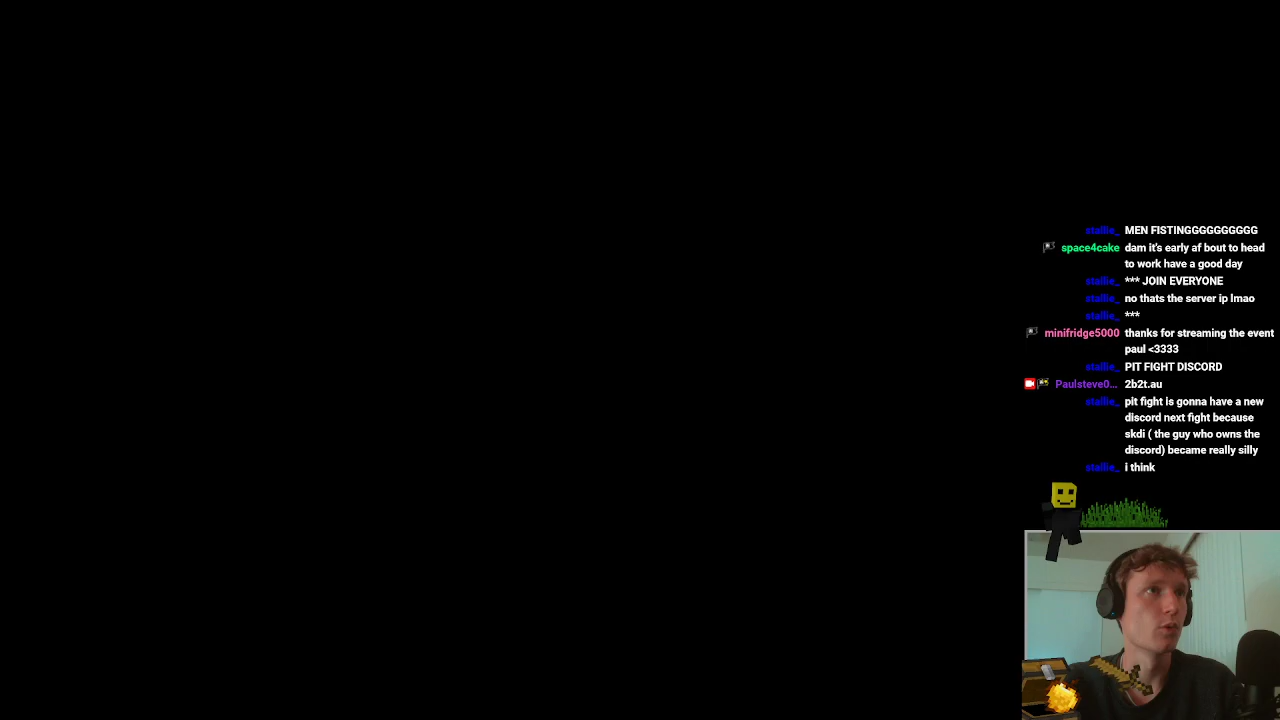 stallie_ MEN FISTINGGGGGGGGGG
space4cake dam it's early af bout to head
to work have a good day
stallie_ *** JOIN EVERYONE
stallie_ no thats the server ip lmao
stallie_ ***
minifridge5000 thanks for streaming the event
paul <3333
stallie_ PIT FIGHT DISCORD
Paulsteve0... 2b2t.au
stallie_ pit fight is gonna have a new
discord next fight because
skdi ( the guy who owns the
discord) became really silly
stallie_ i think